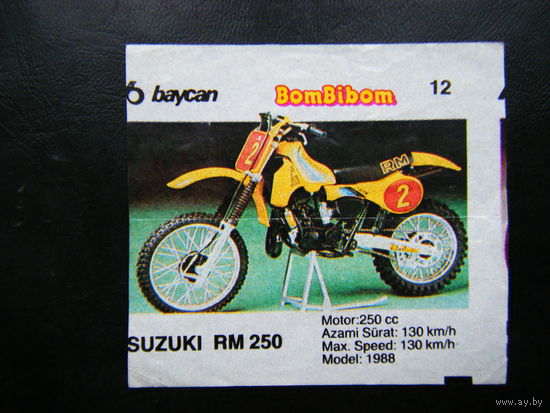 baycan BomBibom 12
2
RM
2
SUZUKI RM 250
Motor:250 cc
Azami Sürat: 130 km/h
Max. Speed: 130 km/h
Model: 1988
www.ay.by